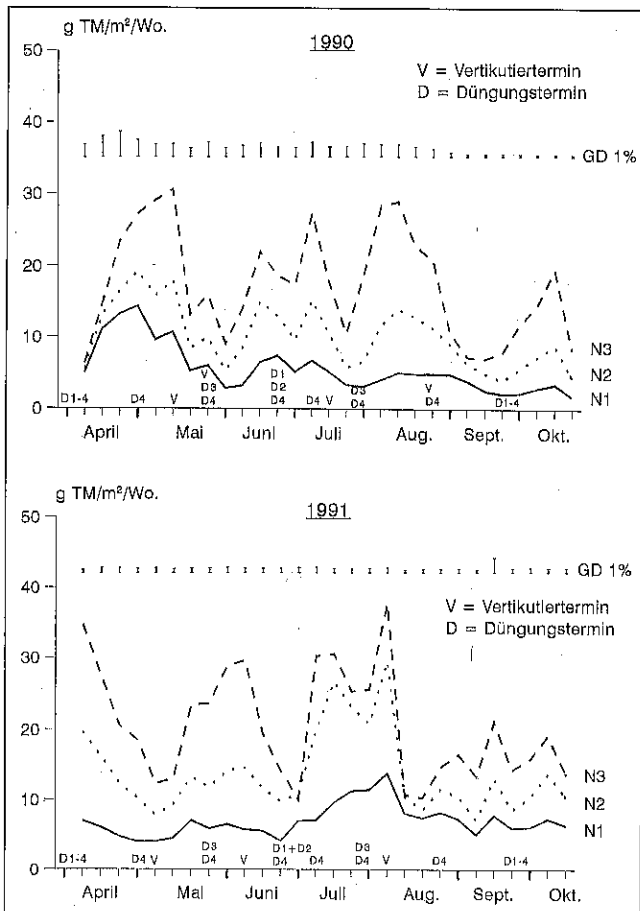 g TM/m²/Wo.
1990
50
V = Vertikutiertermin
D = Düngungstermin
40
GD 1%
30
20
10
N3
N2
N1
V D1
D3 D2 D3 V
0 D1-4 D4 V D4 D4 D4 V D4 D4 D1-4
April Mai Juni Juli Aug. Sept. Okt.
g TM/m²/Wo.
1991
50
GD 1%
40
V = Vertikutiertermin
D = Düngungstermin
30
20
N3
10
N2
N1
D3 D1+D2 D3
0 D1-4 D4 V D4 V D4 D4 D4 V D4 D1-4
April Mai Juni Juli Aug. Sept. Okt.